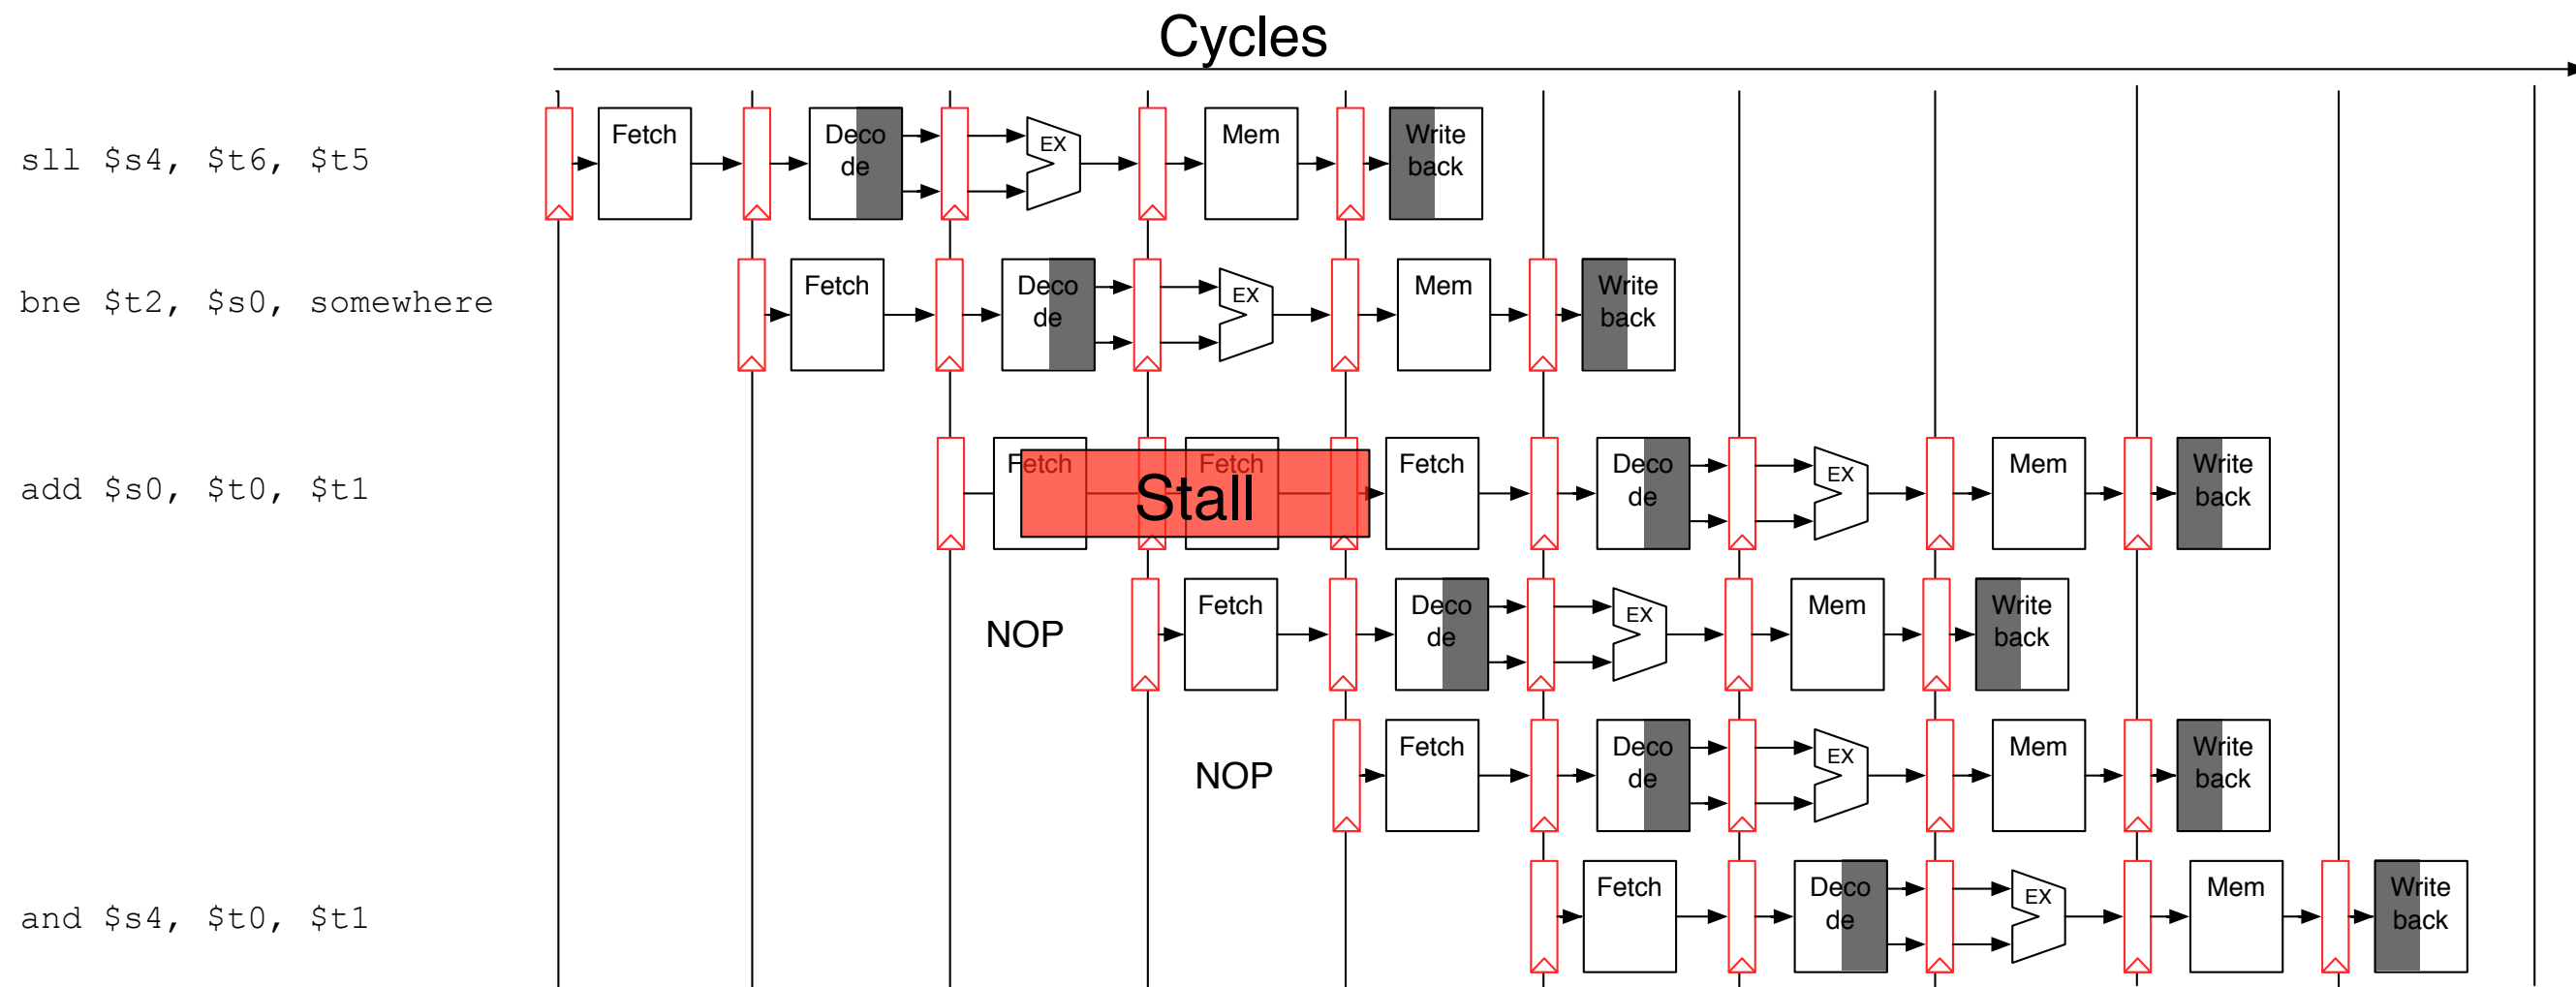 Cycles
sll $s4, $t6, $t5
Fetch
Deco
de
EX
Mem
Write
back
bne $t2, $s0, somewhere
Fetch
Deco
de
EX
Mem
Write
back
add $s0, $t0, $t1
Fetch
Fetch
Stall
Fetch
Deco
de
EX
Mem
Write
back
NOP
Fetch
Deco
de
EX
Mem
Write
back
NOP
Fetch
Deco
de
EX
Mem
Write
back
and $s4, $t0, $t1
Fetch
Deco
de
EX
Mem
Write
back